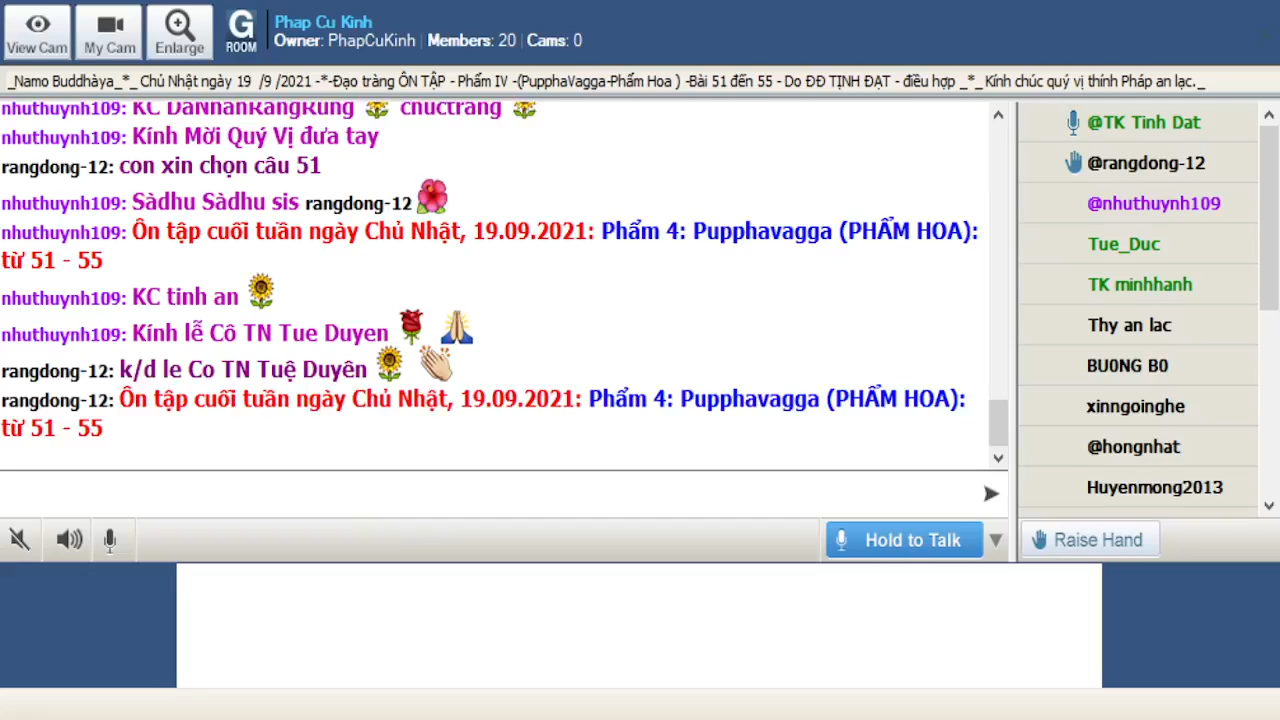 View Cam
My Cam
Enlarge
G
ROOM
Phap Cu Kinh
Owner: PhapCuKinh | Members: 20 | Cams: 0
_Namo Buddhàya_*_ Chủ Nhật ngày 19 /9 /2021 -*-Đạo tràng ÔN TẬP - Phẩm IV -(PupphaVagga-Phẩm Hoa ) -Bài 51 đến 55 - Do ĐĐ TỊNH ĐẠT - điều hợp _*_ Kính chúc quý vị thính Pháp an lạc._
nhuthuynh109: KC DaNhanRangRung chuctrang
nhuthuynh109: Kính Mời Quý Vị đưa tay
rangdong-12: con xin chọn câu 51
nhuthuynh109: Sàdhu Sàdhu sis rangdong-12
nhuthuynh109: Ôn tập cuối tuần ngày Chủ Nhật, 19.09.2021: Phẩm 4: Pupphavagga (PHẨM HOA):
từ 51 - 55
nhuthuynh109: KC tinh an
nhuthuynh109: Kính lễ Cô TN Tue Duyen
rangdong-12: k/d le Co TN Tuệ Duyên
rangdong-12: Ôn tập cuối tuần ngày Chủ Nhật, 19.09.2021: Phẩm 4: Pupphavagga (PHẨM HOA):
từ 51 - 55
@TK Tinh Dat
@rangdong-12
@nhuthuynh109
Tue_Duc
TK minhhanh
Thy an lac
BU0NG B0
xinngoinghe
@hongnhat
Huyenmong2013
Hold to Talk
Raise Hand